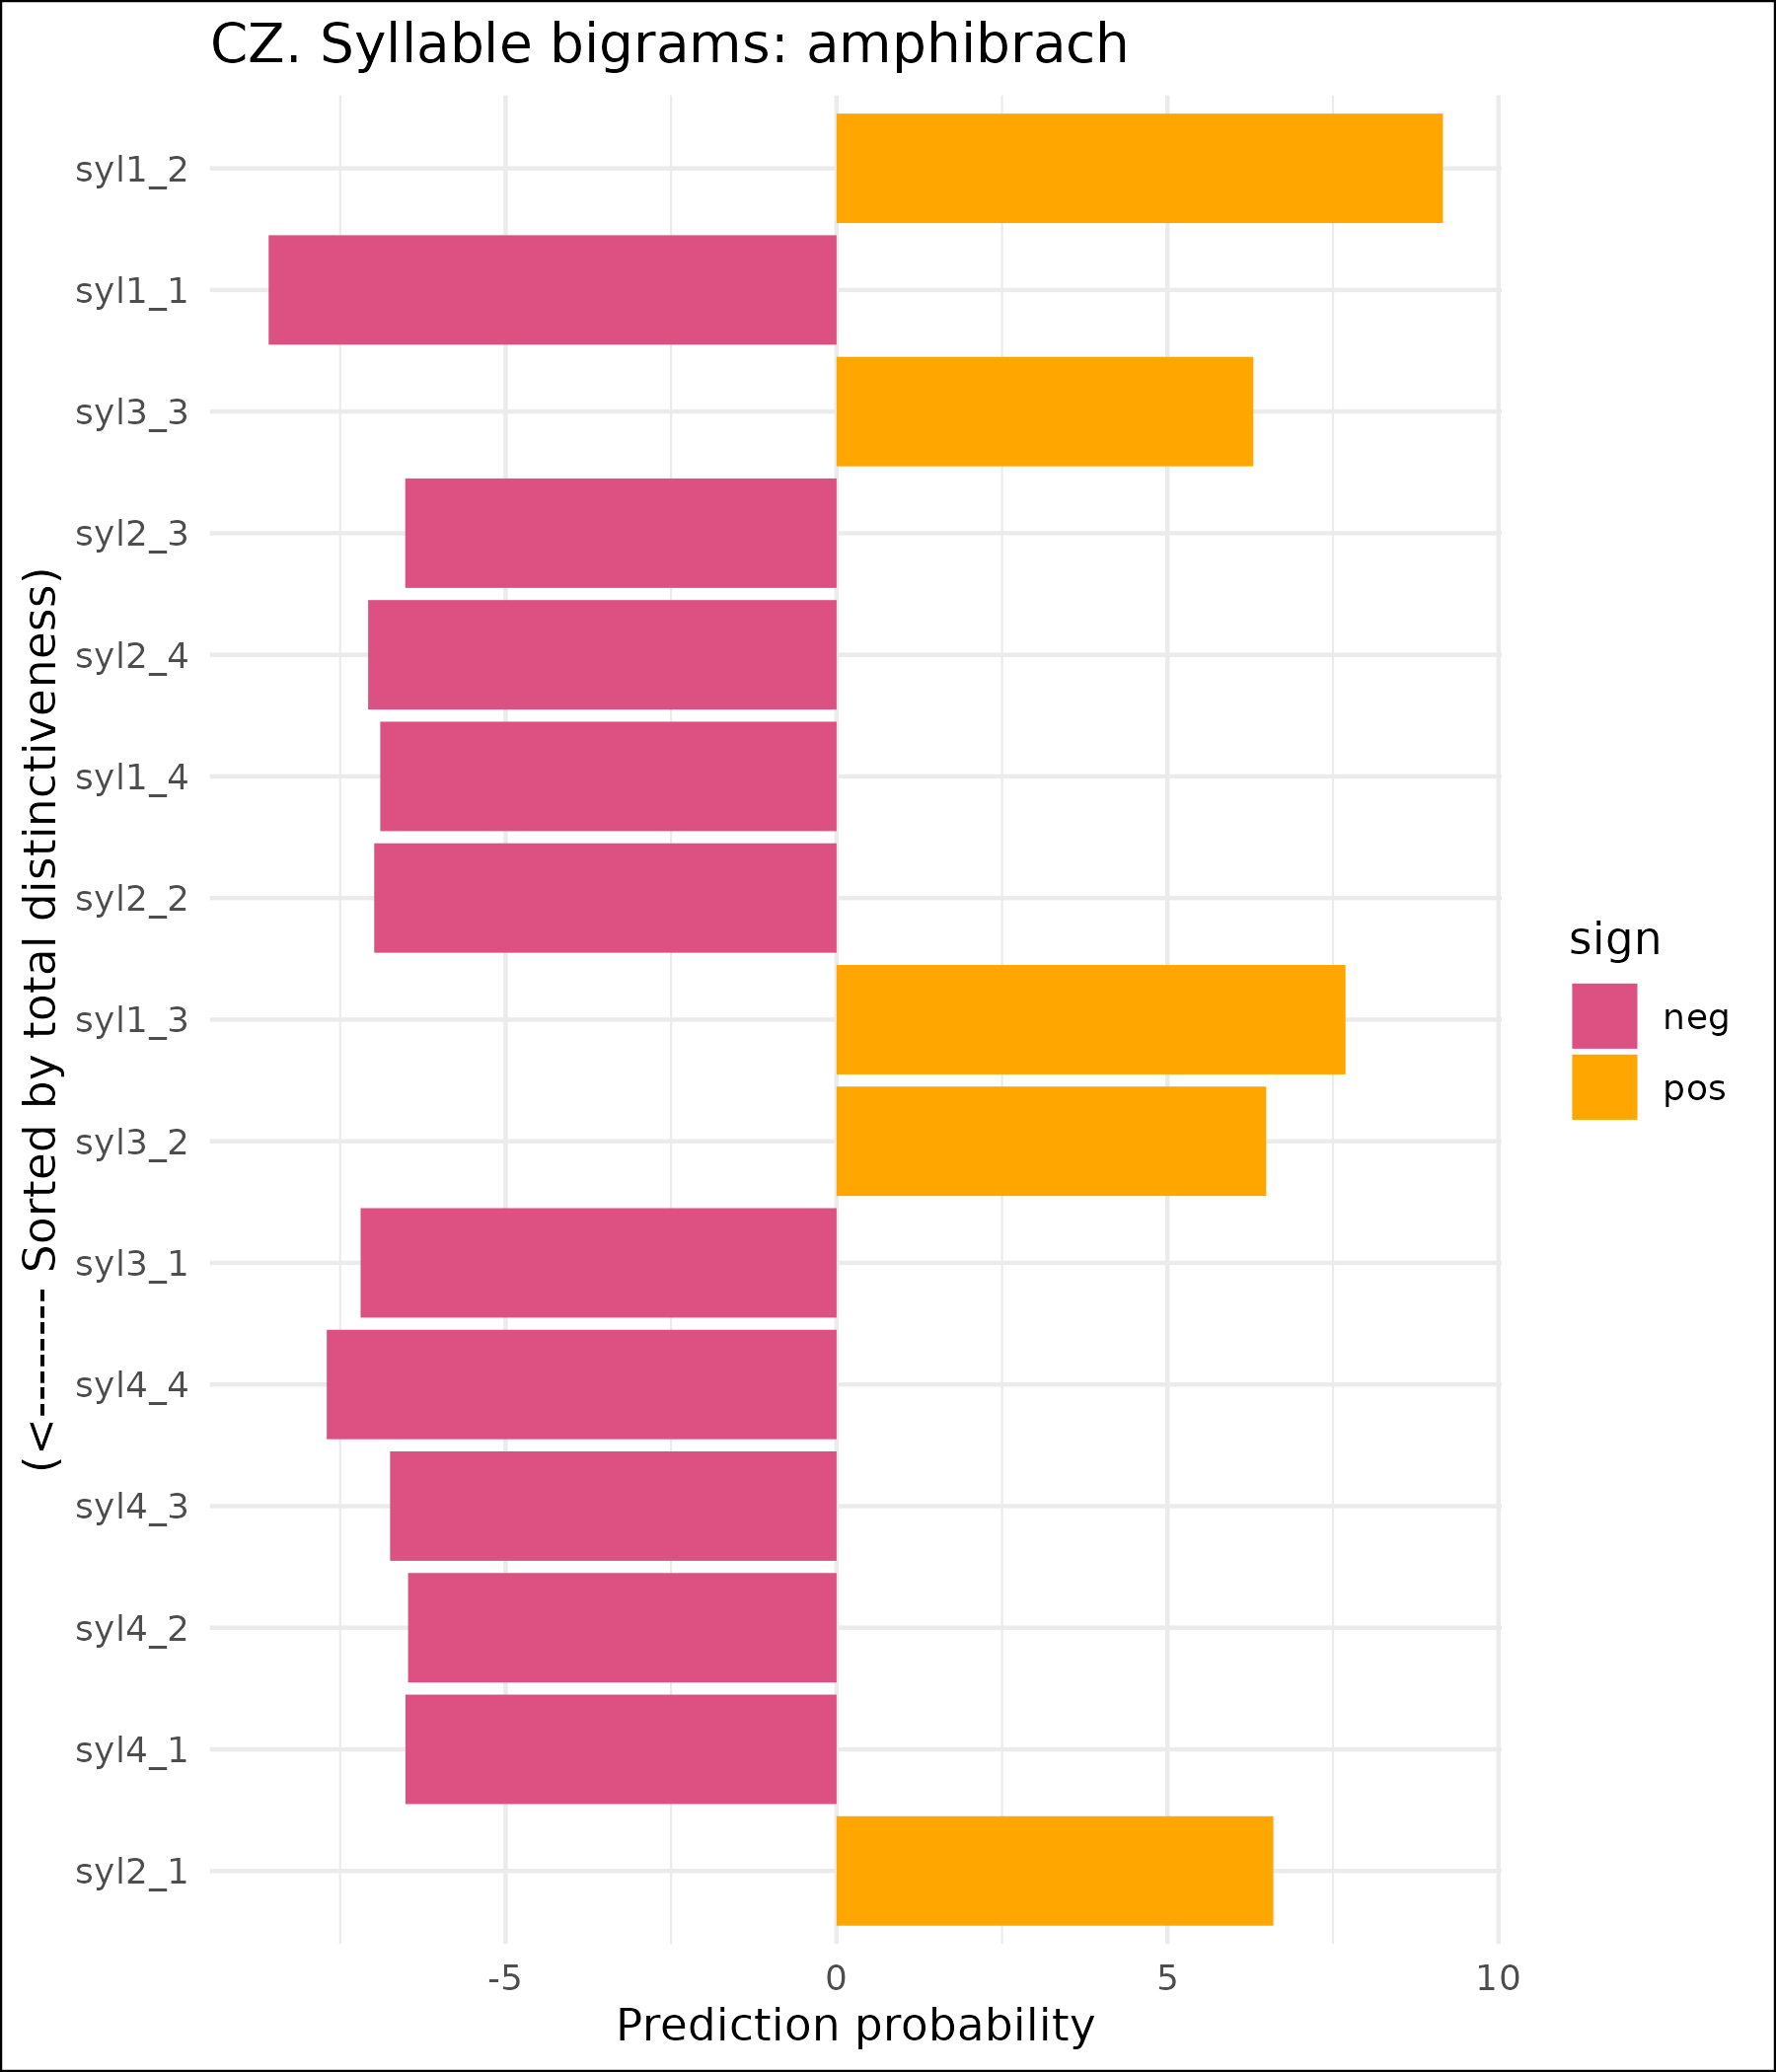 CZ. Syllable bigrams: amphibrach
(<-------- Sorted by total distinctiveness)
syl1_2
syl1_1
syl3_3
syl2_3
syl2_4
syl1_4
syl2_2
syl1_3
syl3_2
syl3_1
syl4_4
syl4_3
syl4_2
syl4_1
syl2_1
-5 0 5 10
Prediction probability
sign
neg
pos